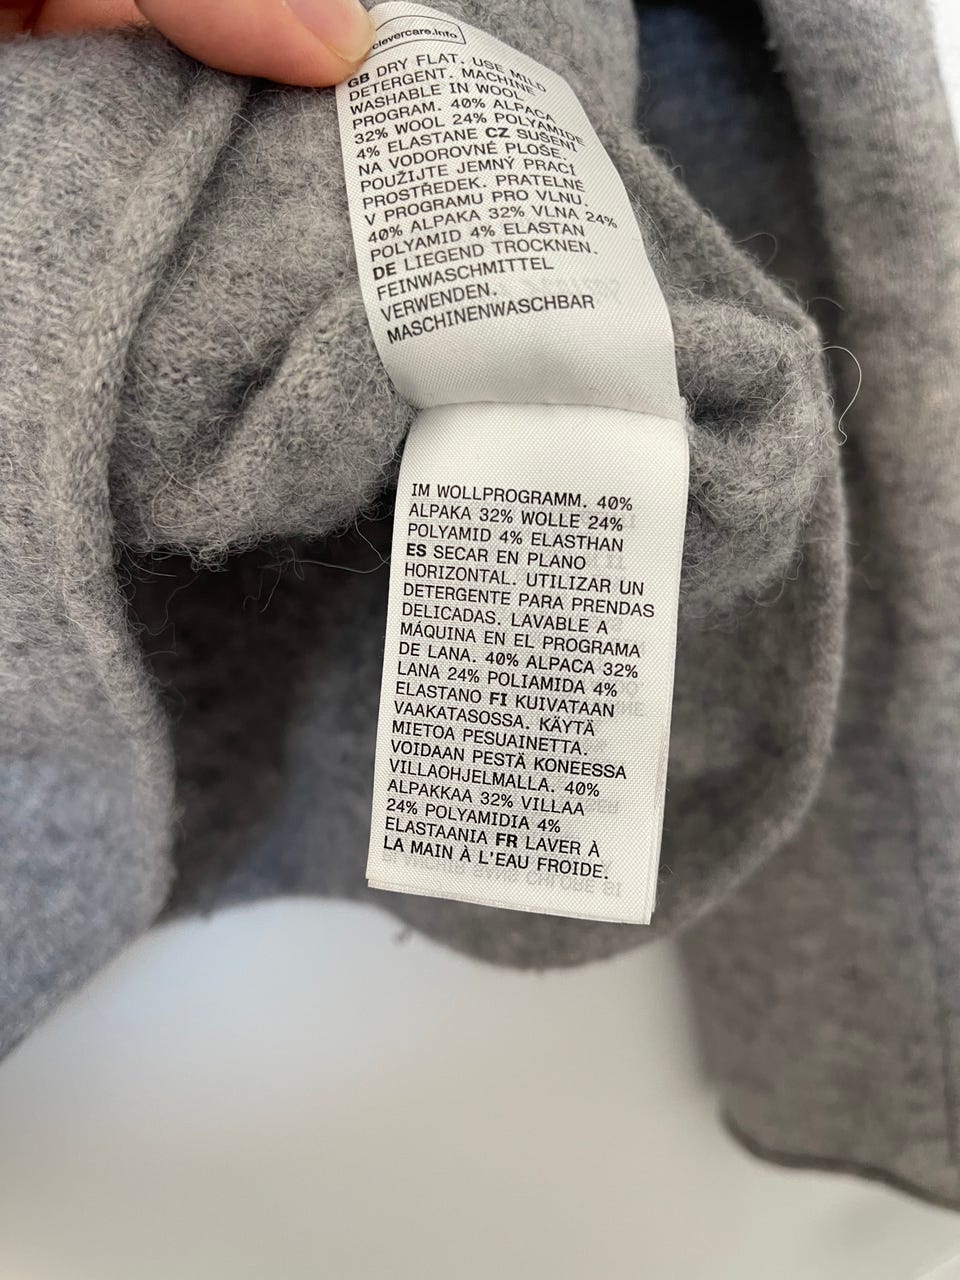 clevercare.info
GB DRY FLAT. USE MILD
DETERGENT. MACHINE
WASHABLE IN WOOL
PROGRAM. 40% ALPACA
32% WOOL 24% POLYAMIDE
4% ELASTANE CZ SUŠENÍ
NA VODOROVNÉ PLOŠE.
POUŽIJTE JEMNÝ PRACÍ
PROSTŘEDEK. PRATELNÉ
V PROGRAMU PRO VLNU.
40% ALPAKA 32% VLNA 24%
POLYAMID 4% ELASTAN
DE LIEGEND TROCKNEN.
FEINWASCHMITTEL
VERWENDEN.
MASCHINENWASCHBAR
IM WOLLPROGRAMM. 40%
ALPAKA 32% WOLLE 24%
POLYAMID 4% ELASTHAN
ES SECAR EN PLANO
HORIZONTAL. UTILIZAR UN
DETERGENTE PARA PRENDAS
DELICADAS. LAVABLE A
MÁQUINA EN EL PROGRAMA
DE LANA. 40% ALPACA 32%
LANA 24% POLIAMIDA 4%
ELASTANO FI KUIVATAAN
VAAKATASOSSA. KÄYTÄ
MIETOA PESUAINETTA.
VOIDAAN PESTÄ KONEESSA
VILLAOHJELMALLA. 40%
ALPAKKAA 32% VILLAA
24% POLYAMIDIA 4%
ELASTAANIA FR LAVER À
LA MAIN À L'EAU FROIDE.